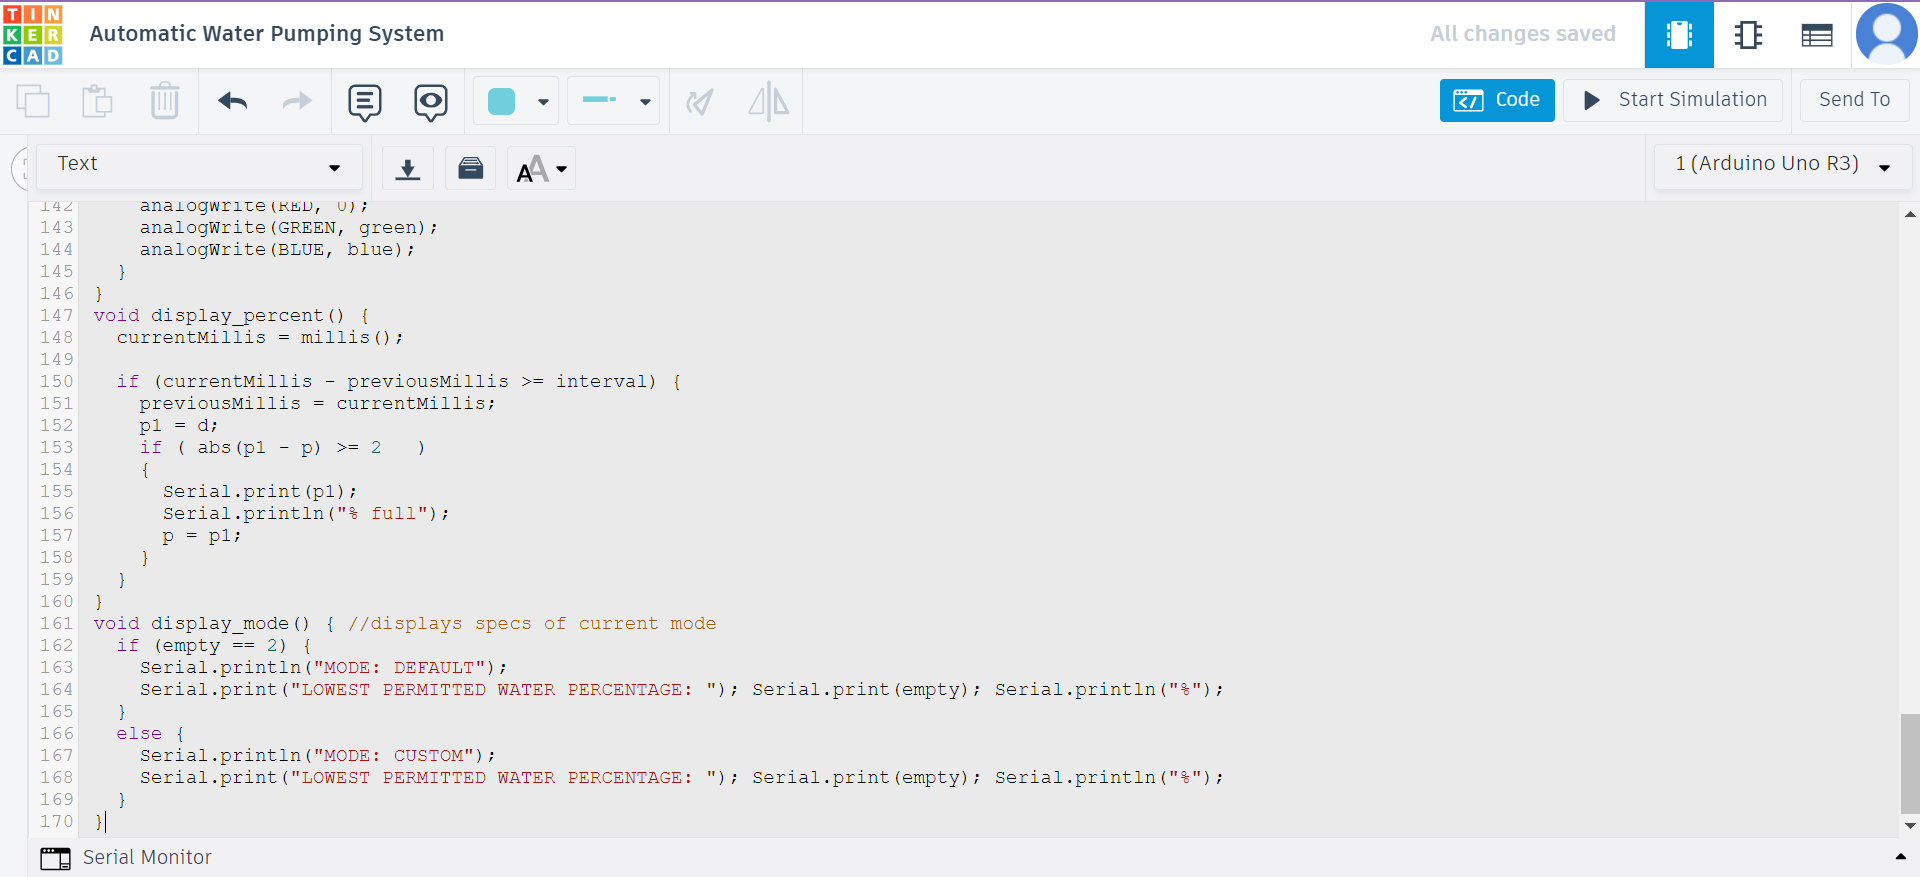 TIN
KER
CAD
Automatic Water Pumping System
All changes saved
Code
Start Simulation
Send To
Text
AA
1 (Arduino Uno R3)
142 analogWrite(RED, 0);
143 analogWrite(GREEN, green);
144 analogWrite(BLUE, blue);
145 }
146 }
147 void display_percent() {
148 currentMillis = millis();
149
150 if (currentMillis - previousMillis >= interval) {
151 previousMillis = currentMillis;
152 p1 = d;
153 if ( abs(p1 - p) >= 2   )
154 {
155 Serial.print(p1);
156 Serial.println("% full");
157 p = p1;
158 }
159 }
160 }
161 void display_mode() { //displays specs of current mode
162 if (empty == 2) {
163 Serial.println("MODE: DEFAULT");
164 Serial.print("LOWEST PERMITTED WATER PERCENTAGE: "); Serial.print(empty); Serial.println("%");
165 }
166 else {
167 Serial.println("MODE: CUSTOM");
168 Serial.print("LOWEST PERMITTED WATER PERCENTAGE: "); Serial.print(empty); Serial.println("%");
169 }
170 }
Serial Monitor